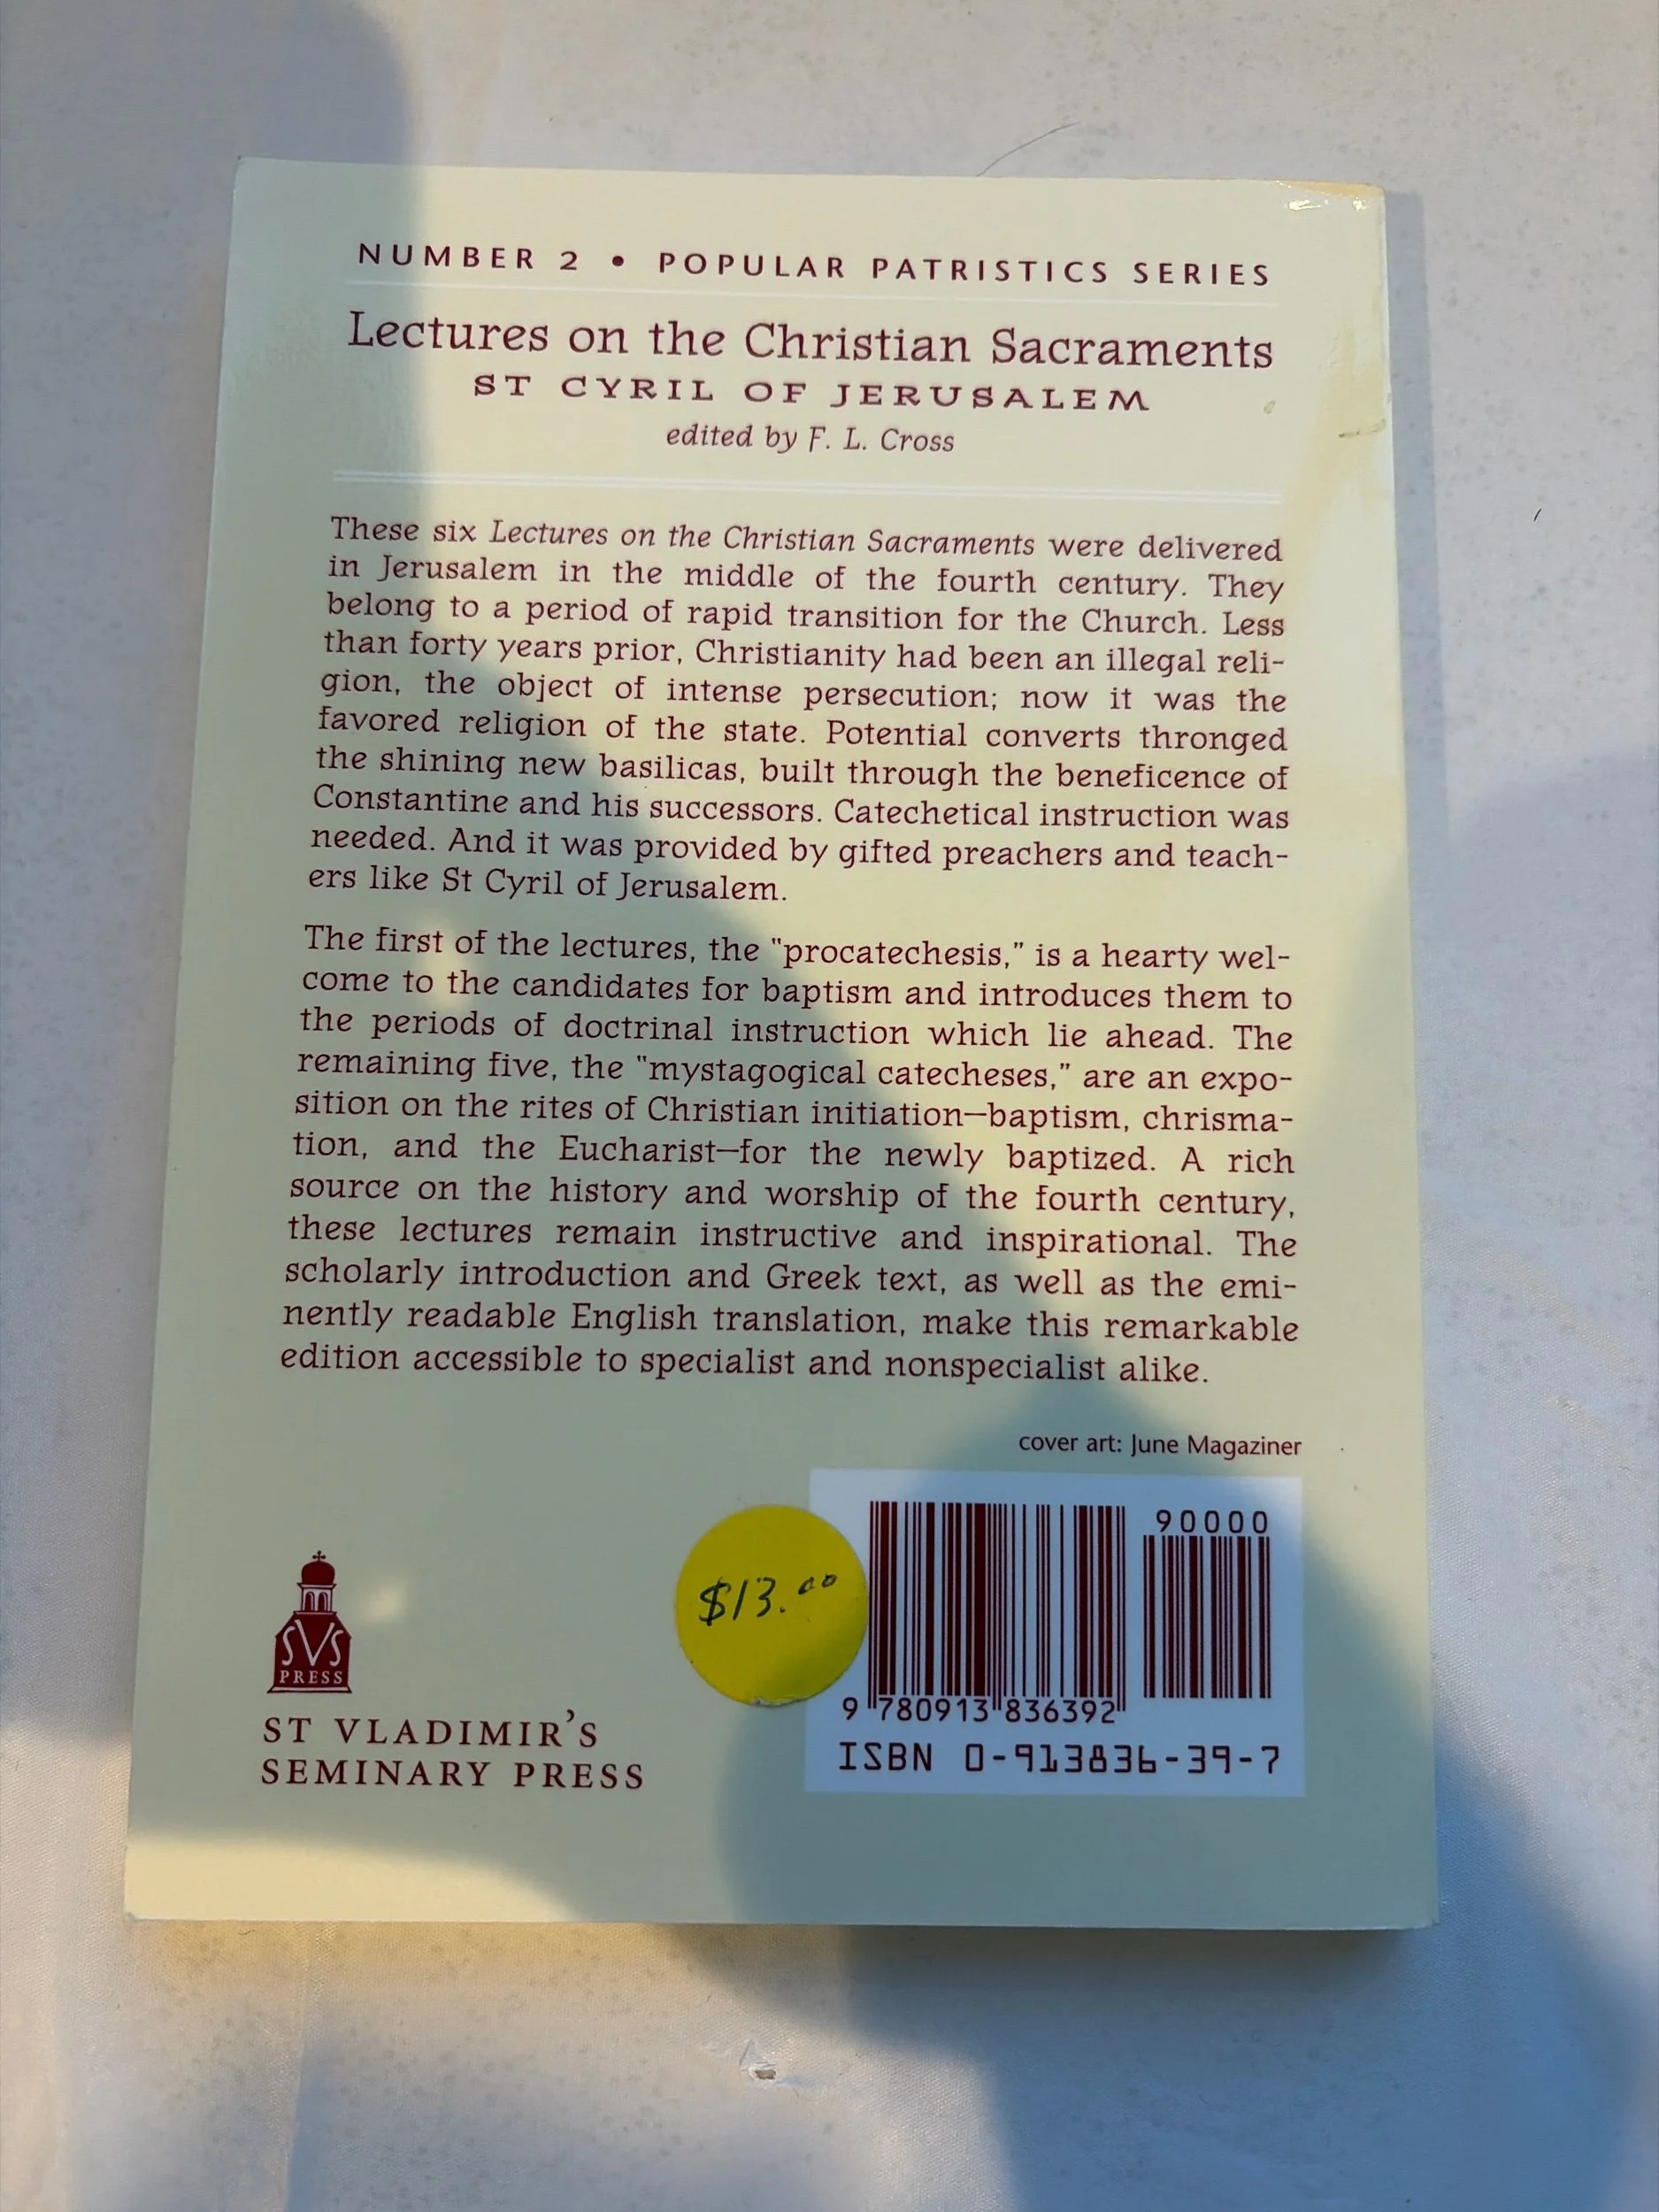 NUMBER 2 • POPULAR PATRISTICS SERIES
Lectures on the Christian Sacraments
ST CYRIL OF JERUSALEM
edited by F. L. Cross
These six Lectures on the Christian Sacraments were delivered
in Jerusalem in the middle of the fourth century. They
belong to a period of rapid transition for the Church. Less
than forty years prior, Christianity had been an illegal reli-
gion, the object of intense persecution; now it was the
favored religion of the state. Potential converts thronged
the shining new basilicas, built through the beneficence of
Constantine and his successors. Catechetical instruction was
needed. And it was provided by gifted preachers and teach-
ers like St Cyril of Jerusalem.
The first of the lectures, the "procatechesis," is a hearty wel-
come to the candidates for baptism and introduces them to
the periods of doctrinal instruction which lie ahead. The
remaining five, the "mystagogical catecheses," are an expo-
sition on the rites of Christian initiation—baptism, chrisma-
tion, and the Eucharist—for the newly baptized. A rich
source on the history and worship of the fourth century,
these lectures remain instructive and inspirational. The
scholarly introduction and Greek text, as well as the emi-
nently readable English translation, make this remarkable
edition accessible to specialist and nonspecialist alike.
cover art: June Magaziner
90000
$13.00
9 780913 836392
ISBN 0-913836-39-7
SVS
PRESS
ST VLADIMIR'S
SEMINARY PRESS